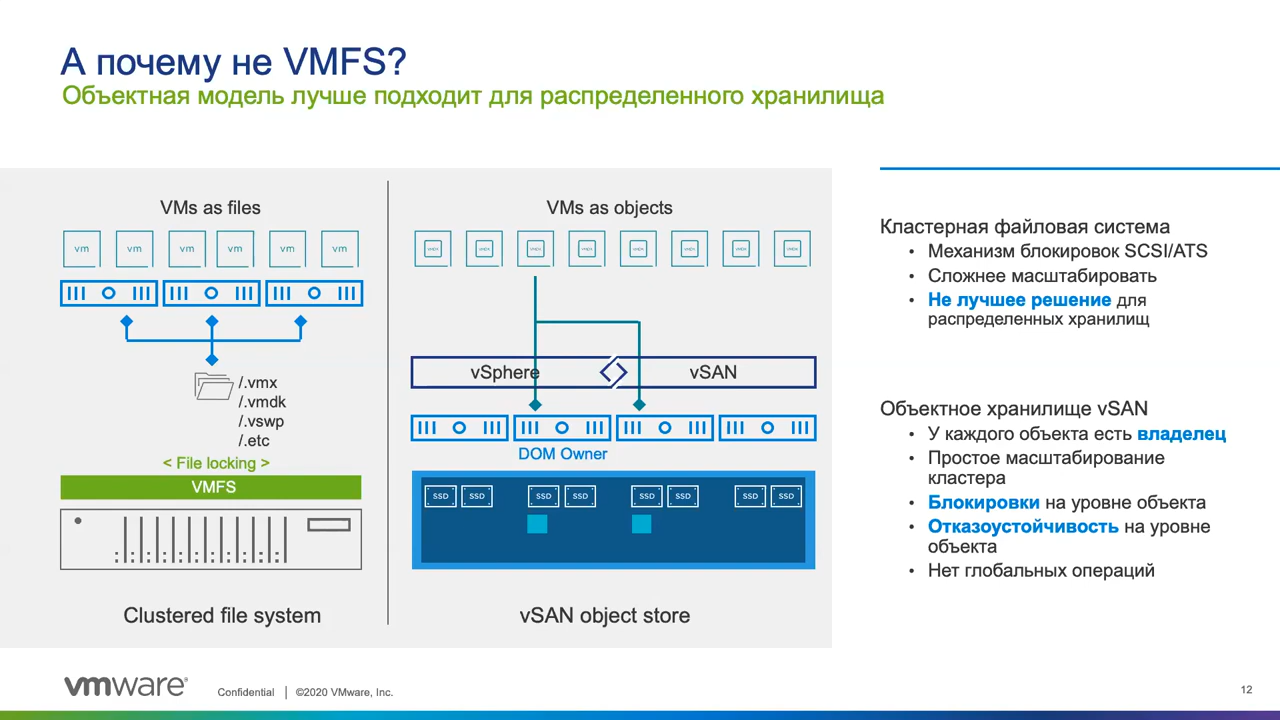 А почему не VMFS?
Объектная модель лучше подходит для распределенного хранилища
VMs as files
vm vm vm vm vm vm
/.vmx
/.vmdk
/.vswp
/.etc
< File locking >
VMFS
Clustered file system
VMs as objects
vSphere
vSAN
DOM Owner
SSD SSD SSD SSD SSD SSD SSD SSD
vSAN object store
Кластерная файловая система
• Механизм блокировок SCSI/ATS
• Сложнее масштабировать
• Не лучшее решение для
распределенных хранилищ
Объектное хранилище vSAN
• У каждого объекта есть владелец
• Простое масштабирование
кластера
• Блокировки на уровне объекта
• Отказоустойчивость на уровне
объекта
• Нет глобальных операций
vmware®
Confidential | ©2020 VMware, Inc.
12